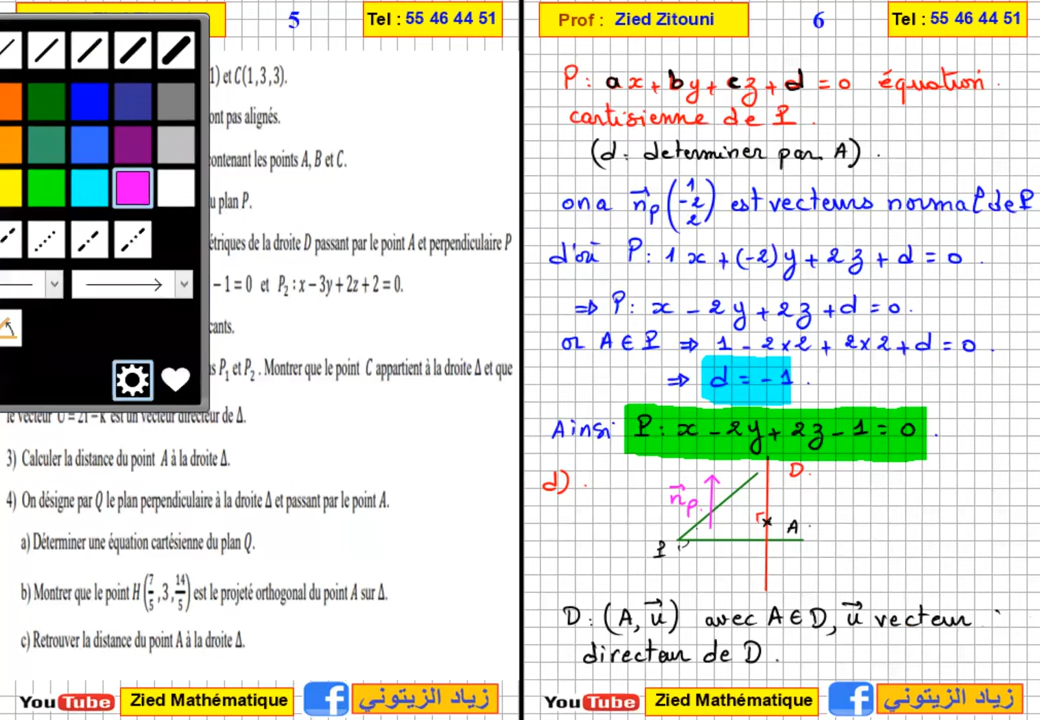 5
Tel : 55 46 44 51
1) et C(1,3,3).
ont pas alignés.
contenant les points A, B et C.
u plan P.
étriques de la droite D passant par le point A et perpendiculaire P
- 1 = 0 et P₂ : x - 3y + 2z + 2 = 0.
cants.
s P₁ et P₂. Montrer que le point C appartient à la droite Δ et que
le vecteur U = 2i - k est un vecteur directeur de Δ.
3) Calculer la distance du point A à la droite Δ.
4) On désigne par Q le plan perpendiculaire à la droite Δ et passant par le point A.
a) Déterminer une équation cartésienne du plan Q.
b) Montrer que le point H(7/5, 3, 14/5) est le projeté orthogonal du point A sur Δ.
c) Retrouver la distance du point A à la droite Δ.
YouTube Zied Mathématique f زياد الزيتوني
Prof : Zied Zitouni
6
Tel : 55 46 44 51
P : ax + by + cz + d = 0 équation
cartisienne de P.
(d : determiner par A).
on a n⃗p (1 -2 2) est vecteurs normal de P
d'où P : 1x + (-2)y + 2z + d = 0
⇒ P : x - 2y + 2z + d = 0.
or A ∈ P ⇒ 1 - 2×2 + 2×2 + d = 0.
⇒ d = -1.
Ainsi P : x - 2y + 2z - 1 = 0.
d)
D
n⃗p
A
P
D : (A, u⃗) avec A ∈ D, u⃗ vecteur
directeur de D.
YouTube Zied Mathématique f زياد الزيتوني